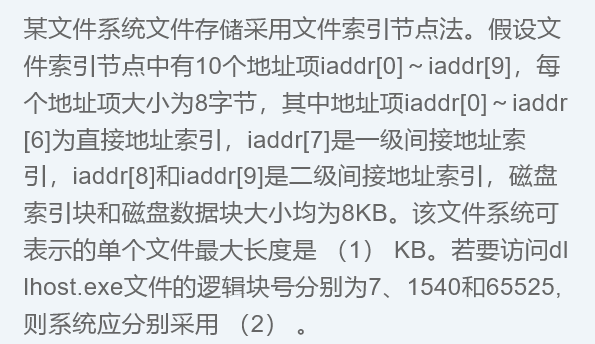 某文件系统文件存储采用文件索引节点法。假设文
件索引节点中有10个地址项iaddr[0]～iaddr[9]，每
个地址项大小为8字节，其中地址项iaddr[0]～iaddr
[6]为直接地址索引，iaddr[7]是—级间接地址索
引，iaddr[8]和iaddr[9]是二级间接地址索引，磁盘
索引块和磁盘数据块大小均为8KB。该文件系统可
表示的单个文件最大长度是 （1） KB。若要访问dl
lhost.exe文件的逻辑块号分别为7、1540和65525,
则系统应分别采用 （2） 。